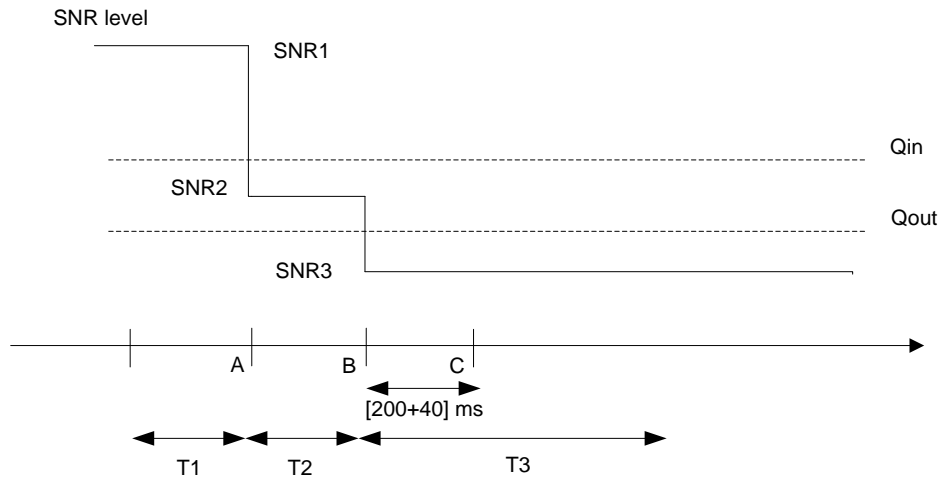 SNR level
SNR1
Qin
SNR2
Qout
SNR3
A
B
C
[200+40] ms
T1
T2
T3